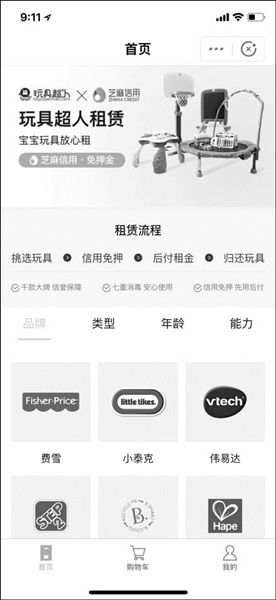 9:11
首页
玩具超人 × 芝麻信用
toysuperman.com ZHIMA CREDIT
玩具超人租赁
宝宝玩具放心租
芝麻信用·免押金
租赁流程
挑选玩具 信用免押 后付租金 归还玩具
千款大牌 信誉保障 七重消毒 安心使用 信用免押 先用后付
品牌 类型 年龄 能力
Fisher-Price little tikes vtech
费雪 小泰克 伟易达
STEP2 B. Hape
首页 购物车 我的